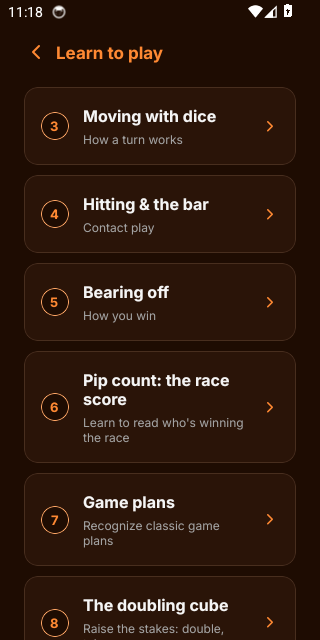 11:18
Learn to play
3
Moving with dice
How a turn works
4
Hitting & the bar
Contact play
5
Bearing off
How you win
6
Pip count: the race
score
Learn to read who's winning
the race
7
Game plans
Recognize classic game
plans
8
The doubling cube
Raise the stakes: double,